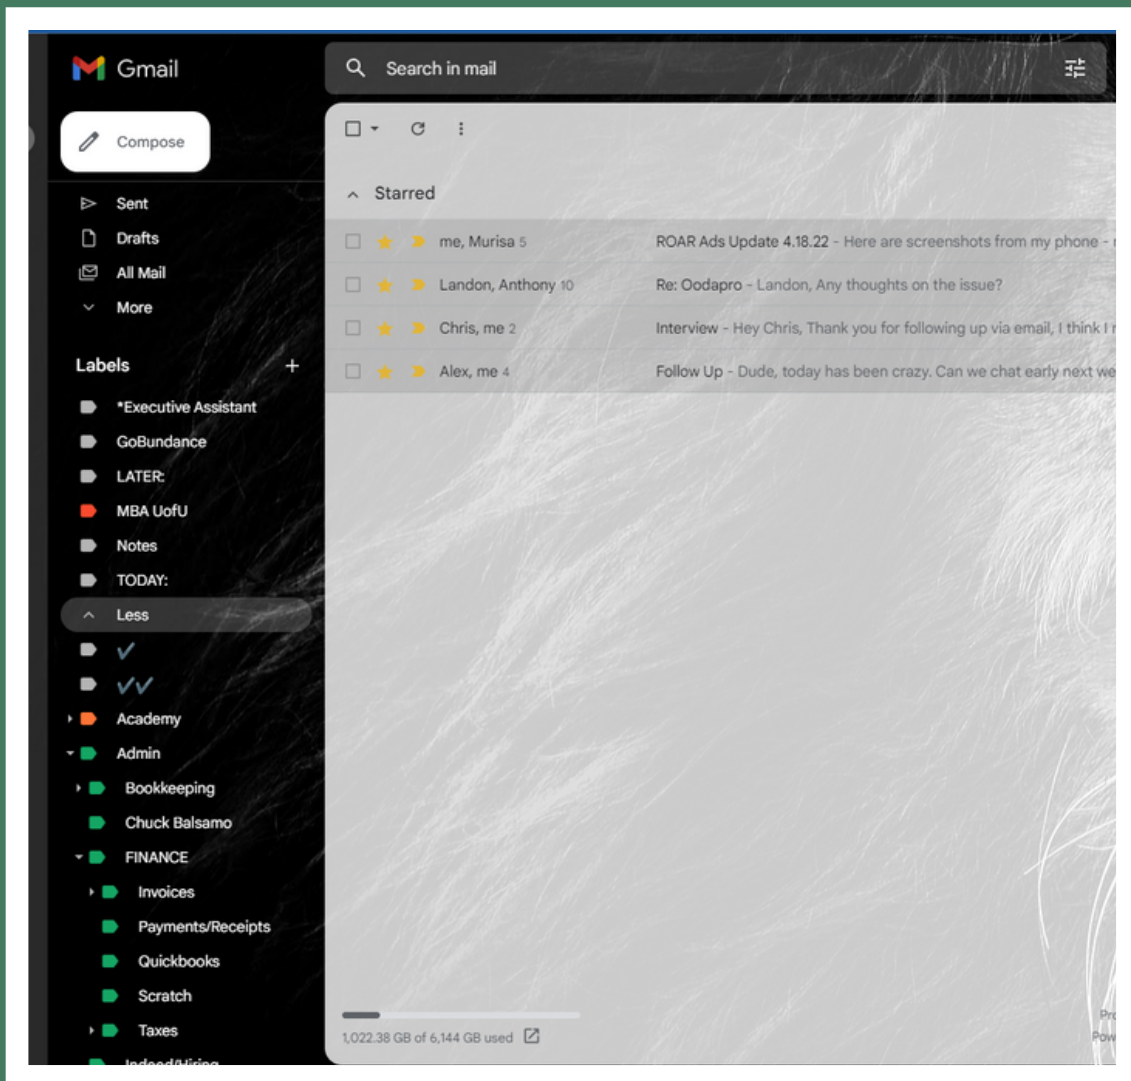 Gmail
Search in mail
Compose
Sent
Drafts
All Mail
More
Labels
*Executive Assistant
GoBundance
LATER:
MBA UofU
Notes
TODAY:
Less
Academy
Admin
Bookkeeping
Chuck Balsamo
FINANCE
Invoices
Payments/Receipts
Quickbooks
Scratch
Taxes
Indeed/Hiring
Starred
me, Murisa 5 ROAR Ads Update 4.18.22 - Here are screenshots from my phone -
Landon, Anthony 10 Re: Oodapro - Landon, Any thoughts on the issue?
Chris, me 2 Interview - Hey Chris, Thank you for following up via email, I think I
Alex, me 4 Follow Up - Dude, today has been crazy. Can we chat early next we
1,022.38 GB of 6,144 GB used
Pro
Pow